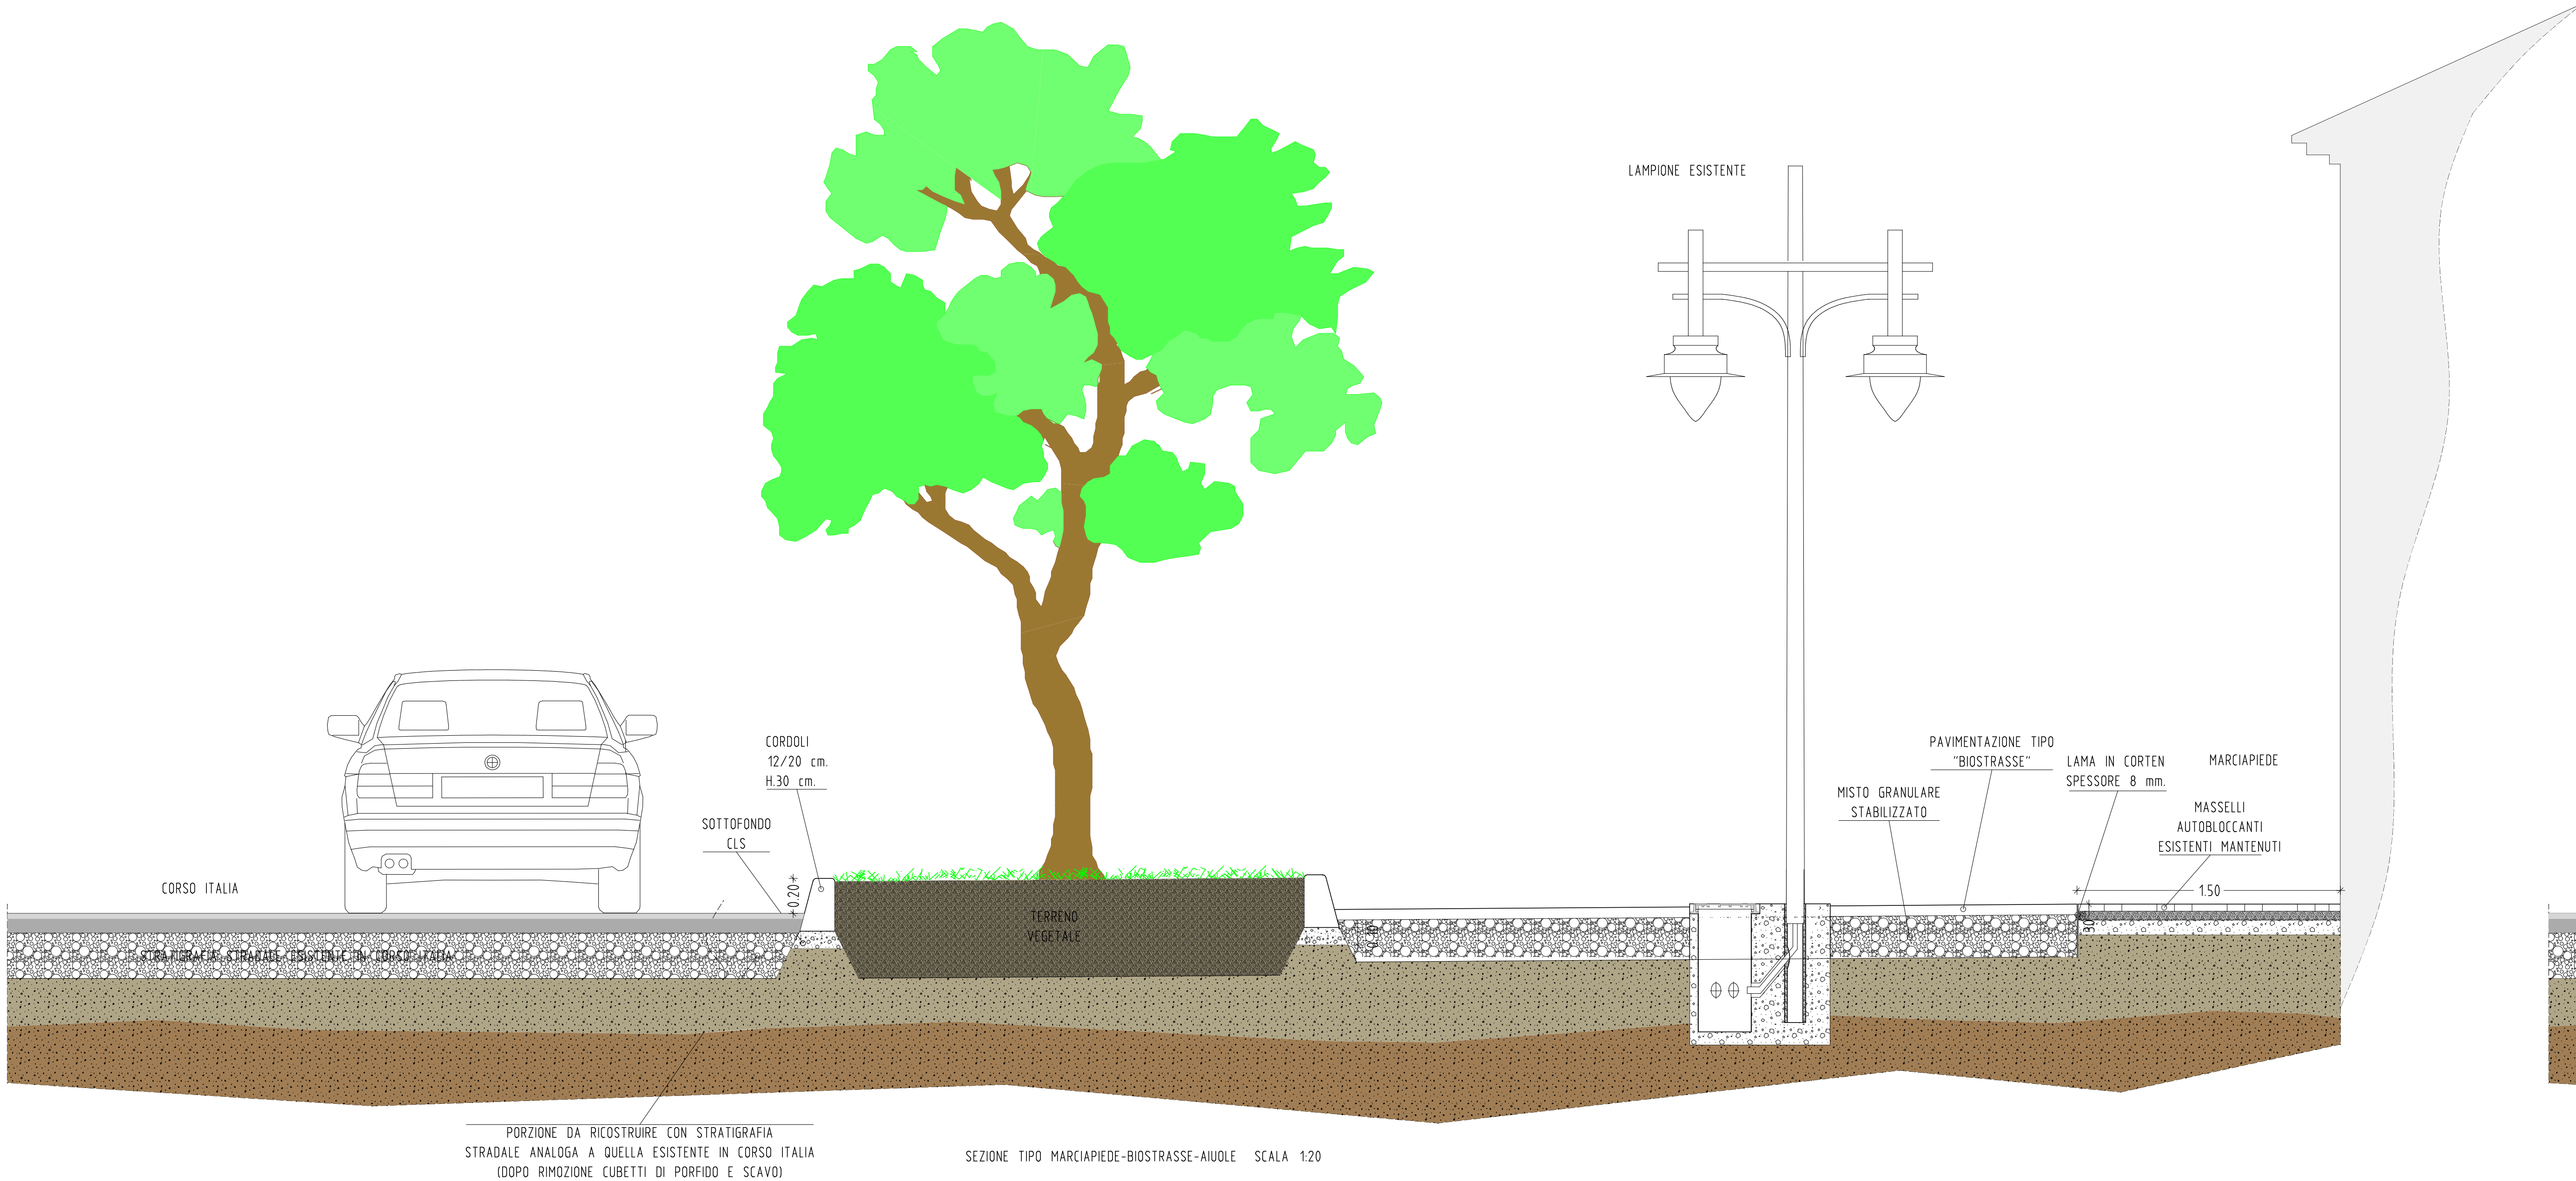 LAMPIONE ESISTENTE
CORDOLI
12/20 cm.
H.30 cm.
SOTTOFONDO
CLS
0.20
CORSO ITALIA
STRATIGRAFIA STRADALE ESISTENTE IN CORSO ITALIA
TERRENO
VEGETALE
PAVIMENTAZIONE TIPO
"BIOSTRASSE"
MISTO GRANULARE
STABILIZZATO
LAMA IN CORTEN
SPESSORE 8 mm.
MARCIAPIEDE
MASSELLI
AUTOBLOCCANTI
ESISTENTI MANTENUTI
1.50
PORZIONE DA RICOSTRUIRE CON STRATIGRAFIA
STRADALE ANALOGA A QUELLA ESISTENTE IN CORSO ITALIA
(DOPO RIMOZIONE CUBETTI DI PORFIDO E SCAVO)
SEZIONE TIPO MARCIAPIEDE-BIOSTRASSE-AIUOLE SCALA 1:20